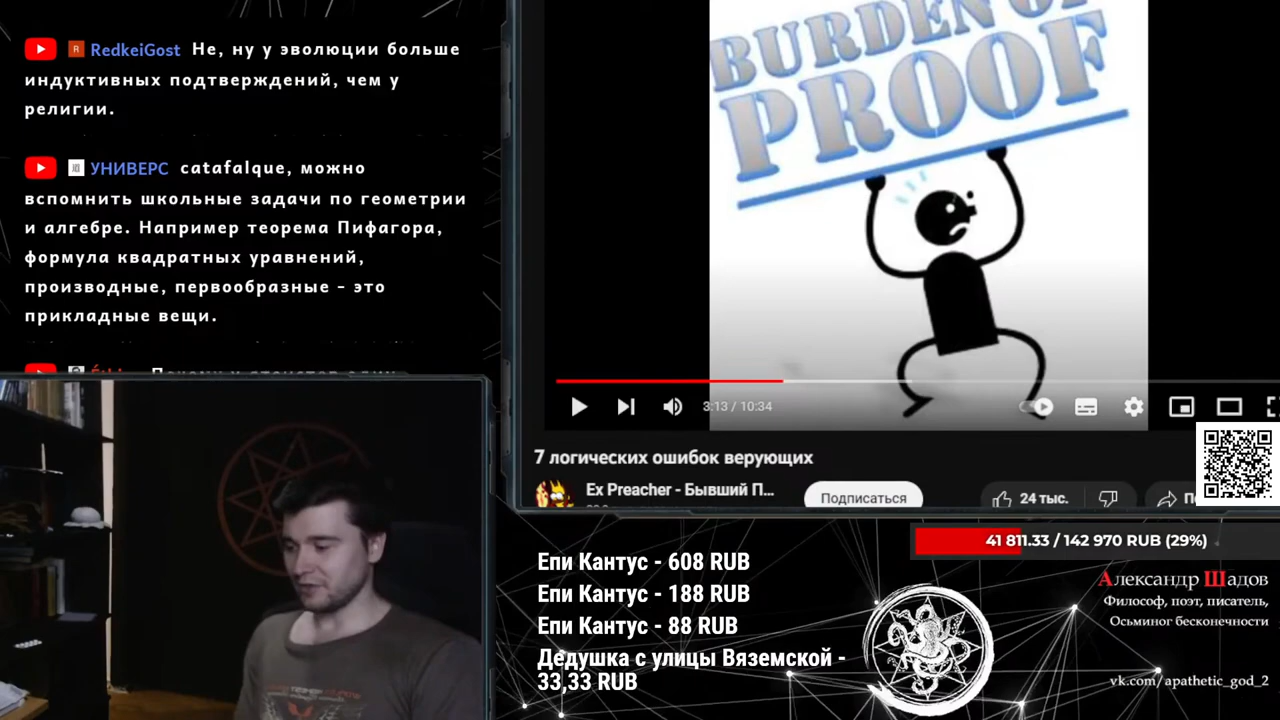 RedkeiGost Не, ну у эволюции больше
индуктивных подтверждений, чем у
религии.
УНИВЕРС catafalque, можно
вспомнить школьные задачи по геометрии
и алгебре. Например теорема Пифагора,
формула квадратных уравнений,
производные, первообразные - это
прикладные вещи.
BURDEN OF
PROOF
3:13 / 10:34
7 логических ошибок верующих
Ex Preacher - Бывший П...
Подписаться
24 тыс.
41 811.33 / 142 970 RUB (29%)
Епи Кантус - 608 RUB
Епи Кантус - 188 RUB
Епи Кантус - 88 RUB
Дедушка с улицы Вяземской -
33,33 RUB
Александр Шадов
Философ, поэт, писатель,
Осьминог бесконечности
vk.com/apathetic_god_2